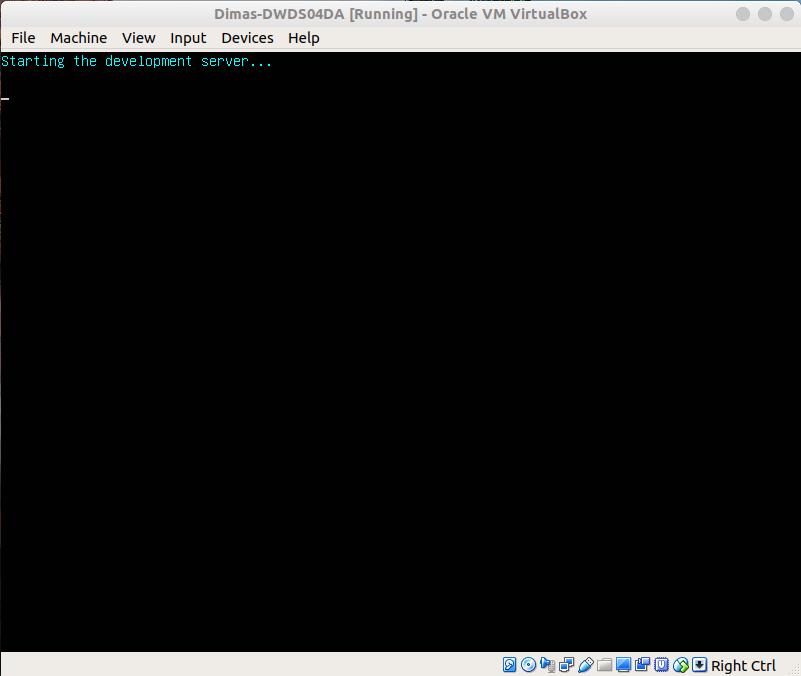 Dimas-DWDS04DA [Running] - Oracle VM VirtualBox
File Machine View Input Devices Help
Starting the development server...
Right Ctrl